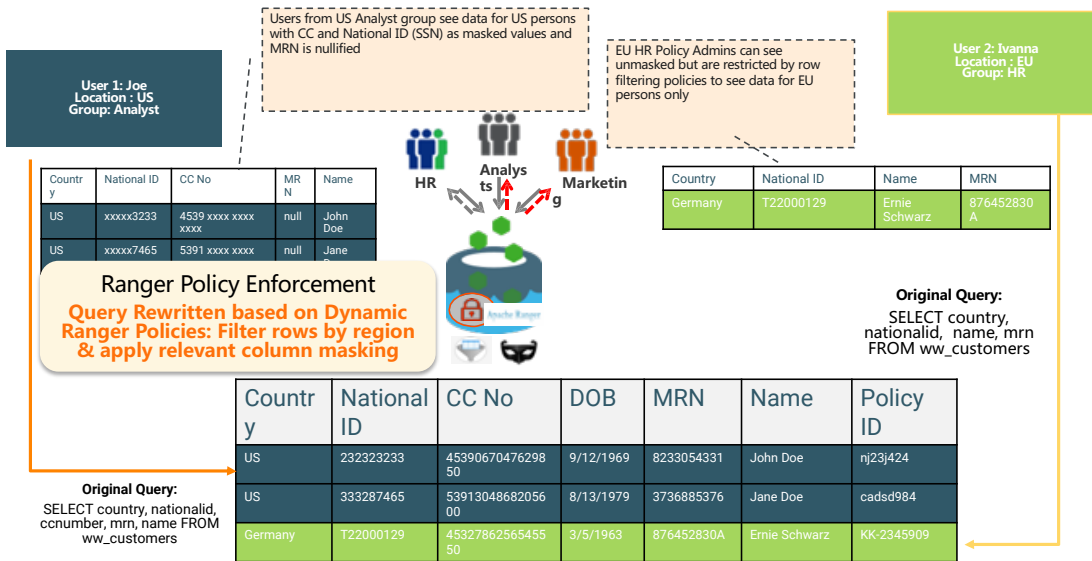 Users from US Analyst group see data for US persons
with CC and National ID (SSN) as masked values and
MRN is nullified
User 1: Joe
Location : US
Group: Analyst
EU HR Policy Admins can see
unmasked but are restricted by row
filtering policies to see data for EU
persons only
User 2: Ivanna
Location : EU
Group: HR
HR
Analys
ts
Marketin
g
Countr
y
National ID
CC No
MR
N
Name
US
xxxxx3233
4539 xxxx xxxx
xxxx
null
John
Doe
US
xxxxx7465
5391 xxxx xxxx
null
Jane
Country
National ID
Name
MRN
Germany
T22000129
Ernie
Schwarz
876452830
A
Ranger Policy Enforcement
Query Rewritten based on Dynamic
Ranger Policies: Filter rows by region
& apply relevant column masking
Apache Ranger
Original Query:
SELECT country,
nationalid, name, mrn
FROM ww_customers
Countr
y
National
ID
CC No
DOB
MRN
Name
Policy
ID
US
232323233
45390670476298
50
9/12/1969
8233054331
John Doe
nj23j424
US
333287465
53913048682056
00
8/13/1979
3736885376
Jane Doe
cadsd984
Germany
T22000129
45327862565455
50
3/5/1963
876452830A
Ernie Schwarz
KK-2345909
Original Query:
SELECT country, nationalid,
ccnumber, mrn, name FROM
ww_customers